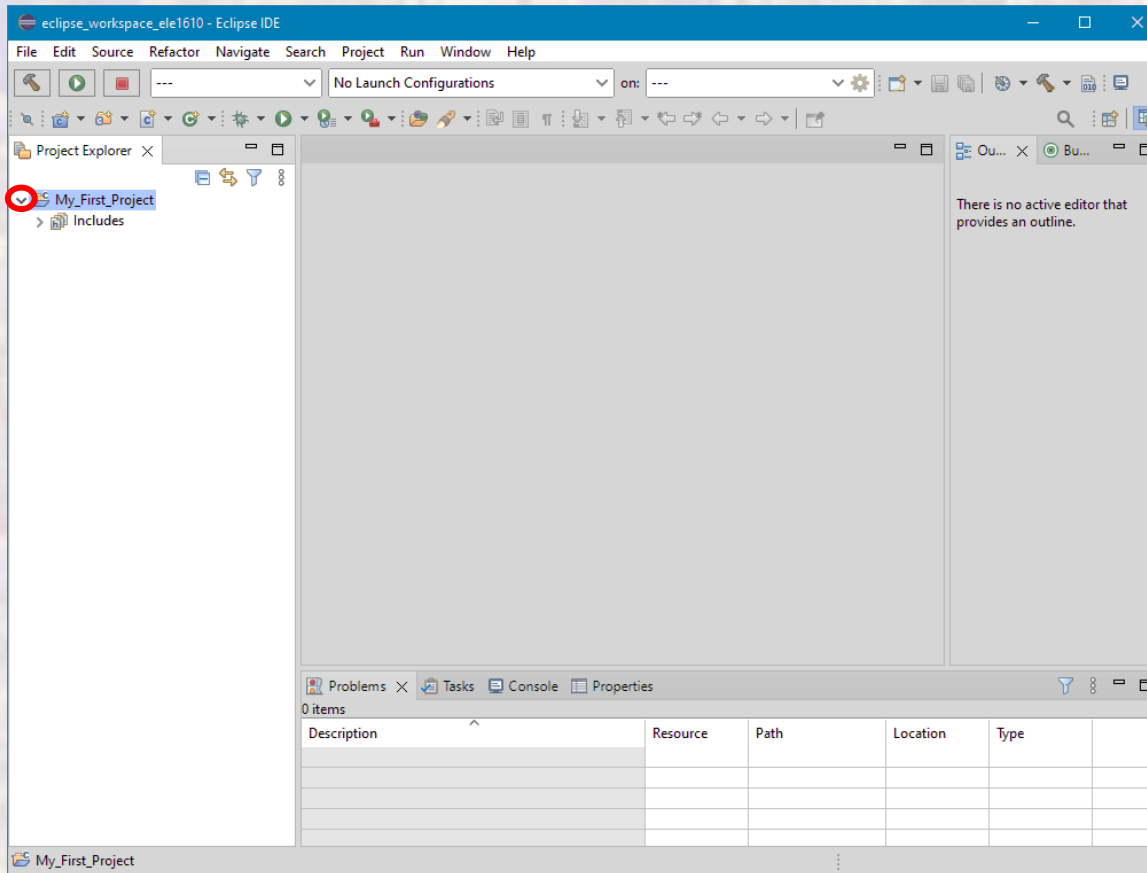 eclipse_workspace_ele1610 - Eclipse IDE
File Edit Source Refactor Navigate Search Project Run Window Help
--- No Launch Configurations on: ---
Project Explorer
Ou... Bu...
My_First_Project
Includes
There is no active editor that
provides an outline.
Problems Tasks Console Properties
0 items
Description Resource Path Location Type
My_First_Project